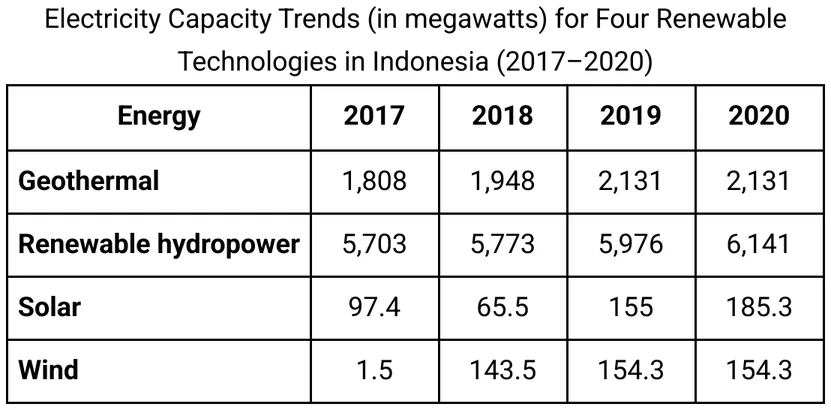 Electricity Capacity Trends (in megawatts) for Four Renewable
Technologies in Indonesia (2017–2020)
Energy 2017 2018 2019 2020
Geothermal 1,808 1,948 2,131 2,131
Renewable hydropower 5,703 5,773 5,976 6,141
Solar 97.4 65.5 155 185.3
Wind 1.5 143.5 154.3 154.3